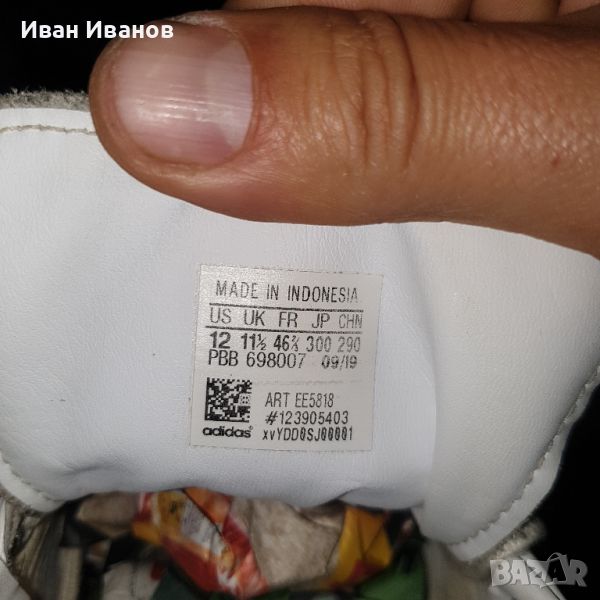 Иван Иванов
MADE IN INDONESIA
US UK FR JP CHN
12 11½ 46⅔ 300 290
PBB 698007 09/19
ART EE5818
#123905403
adidas xvYDD0SJ00001
BAZAR